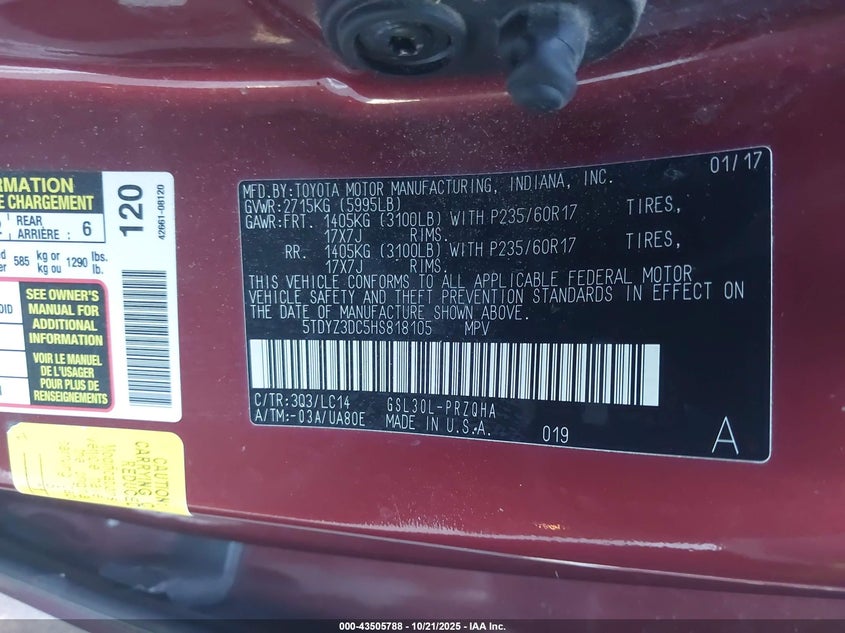 MFD.BY:TOYOTA MOTOR MANUFACTURING, INDIANA, INC. 01/17
GVWR:2715KG (5995LB)
GAWR:FRT. 1405KG (3100LB) WITH P235/60R17 TIRES,
17X7J RIMS.
RR. 1405KG (3100LB) WITH P235/60R17 TIRES,
17X7J RIMS.
THIS VEHICLE CONFORMS TO ALL APPLICABLE FEDERAL MOTOR
VEHICLE SAFETY AND THEFT PREVENTION STANDARDS IN EFFECT ON
THE DATE OF MANUFACTURE SHOWN ABOVE.
5TDYZ3DC5HS818105 MPV
C/TR:3Q3/LC14 GSL30L-PRZQHA
A/TM:-03A/UA80E MADE IN U.S.A. 019 A
RMATION
E CHARGEMENT
REAR
ARRIÈRE : 6
585 kg or 1290 lbs.
kg ou lb.
SEE OWNER'S
MANUAL FOR
ADDITIONAL
INFORMATION
VOIR LE MANUEL
DE L'USAGER
POUR PLUS DE
RENSEIGNEMENTS
120
42661-08120
CAUTION
CARRYING
REDUCE
000-43505788 - 10/21/2025 - IAA Inc.